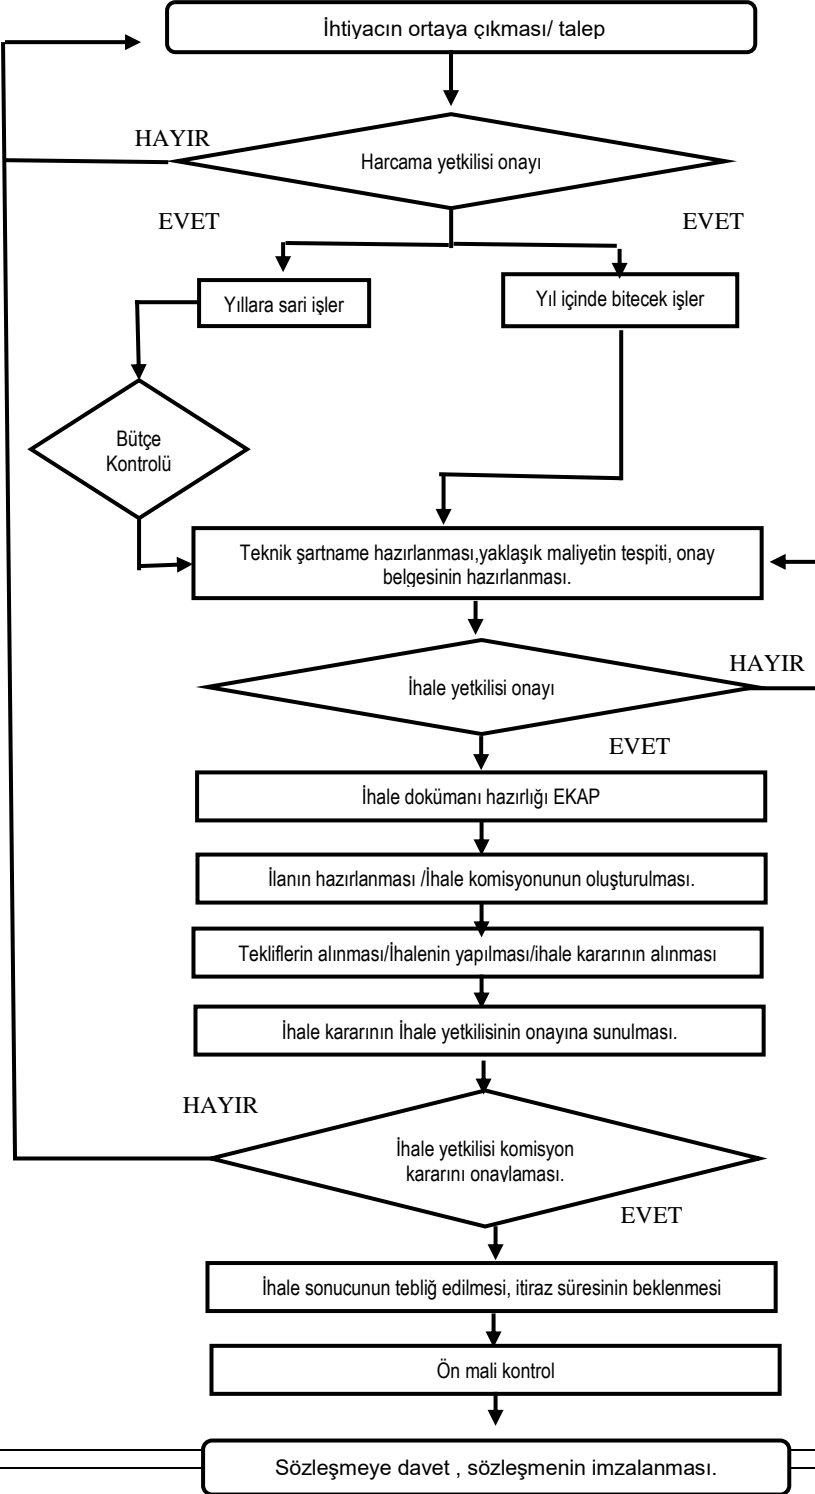 İhtiyacın ortaya çıkması/ talep
HAYIR
Harcama yetkilisi onayı
EVET
EVET
Yıllara sari işler
Yıl içinde bitecek işler
Bütçe
Kontrolü
Teknik şartname hazırlanması,yaklaşık maliyetin tespiti, onay
belgesinin hazırlanması.
HAYIR
İhale yetkilisi onayı
EVET
İhale dokümanı hazırlığı EKAP
İlanın hazırlanması /İhale komisyonunun oluşturulması.
Tekliflerin alınması/İhalenin yapılması/ihale kararının alınması
İhale kararının İhale yetkilisinin onayına sunulması.
HAYIR
İhale yetkilisi komisyon
kararını onaylaması.
EVET
İhale sonucunun tebliğ edilmesi, itiraz süresinin beklenmesi
Ön mali kontrol
Sözleşmeye davet , sözleşmenin imzalanması.